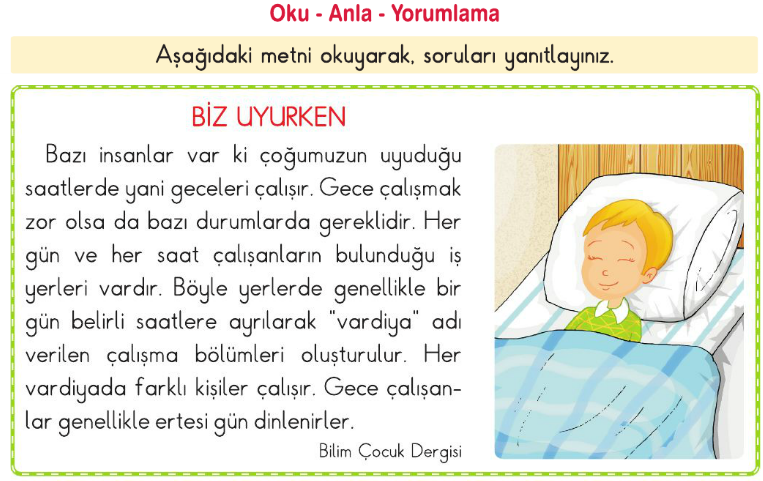 Oku - Anla - Yorumlama
Aşağıdaki metni okuyarak, soruları yanıtlayınız.
BİZ UYURKEN
Bazı insanlar var ki çoğumuzun uyuduğu
saatlerde yani geceleri çalışır. Gece çalışmak
zor olsa da bazı durumlarda gereklidir. Her
gün ve her saat çalışanların bulunduğu iş
yerleri vardır. Böyle yerlerde genellikle bir
gün belirli saatlere ayrılarak "vardiya" adı
verilen çalışma bölümleri oluşturulur. Her
vardiyada farklı kişiler çalışır. Gece çalışan-
lar genellikle ertesi gün dinlenirler.
Bilim Çocuk Dergisi